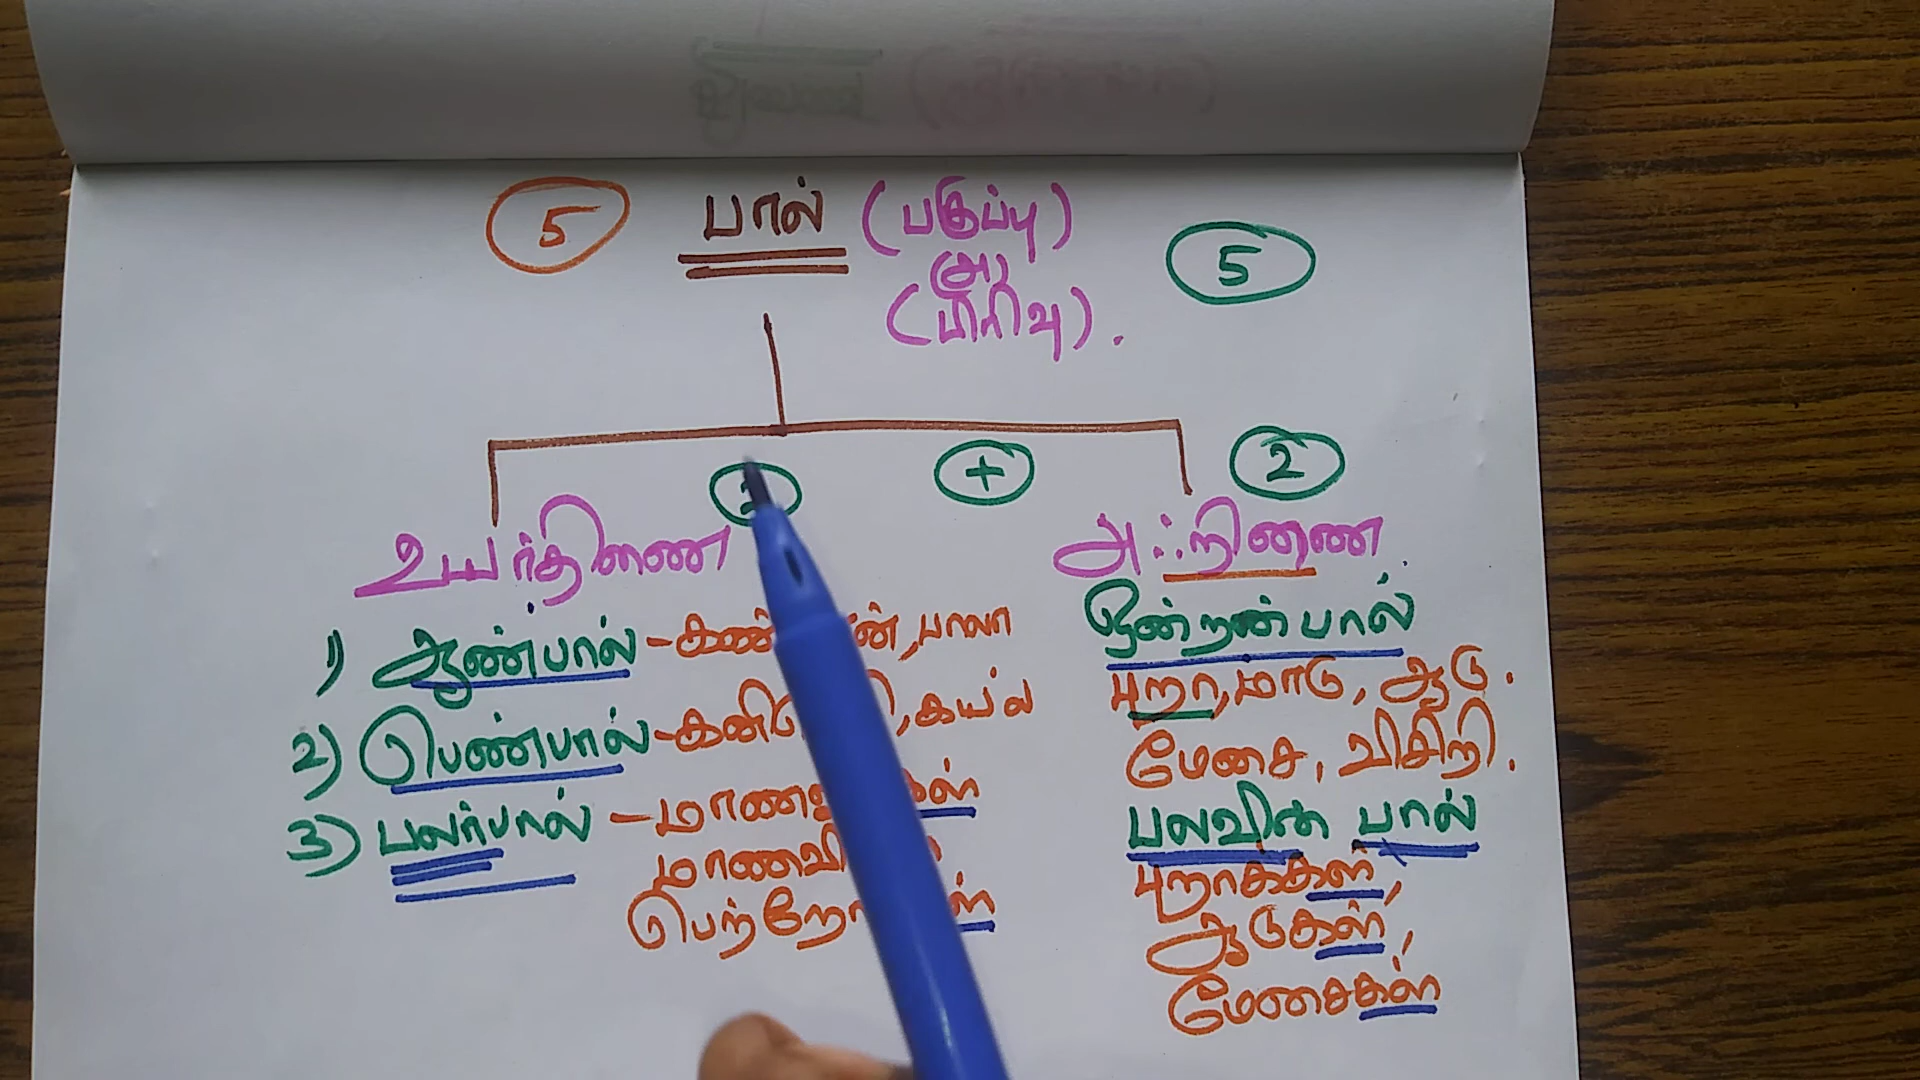 5 பால் (பகுப்பு) 5
(அ)
(பிரிவு).
+ 2
உயர்திணை அஃறிணை.
1) ஆண்பால் - பாலா
2) பெண்பால் - கயல்
3) பலர்பால் -
ஒன்றன்பால்
புறா, மாடு, ஆடு.
மேசை, விசிறி.
பலவின் பால்
புறாக்கள்,
ஆடுகள்,
மேசைகள்